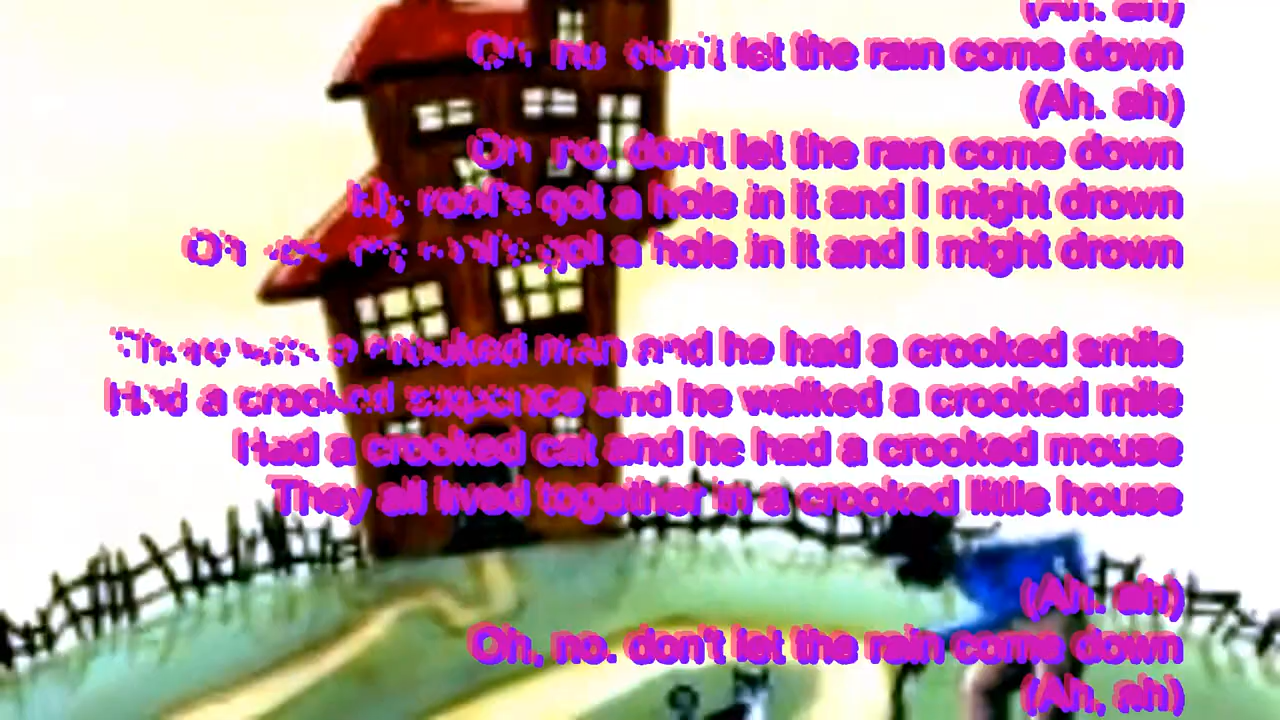 (Ah. ah)
Oh, no. don't let the rain come down
(Ah. ah)
Oh, no. don't let the rain come down
My roof's got a hole in it and I might drown
Oh yes, my roof's got a hole in it and I might drown
There was a crooked man and he had a crooked smile
Had a crooked sixpence and he walked a crooked mile
Had a crooked cat and he had a crooked mouse
They all lived together in a crooked little house
(Ah. ah)
Oh, no. don't let the rain come down
(Ah, ah)